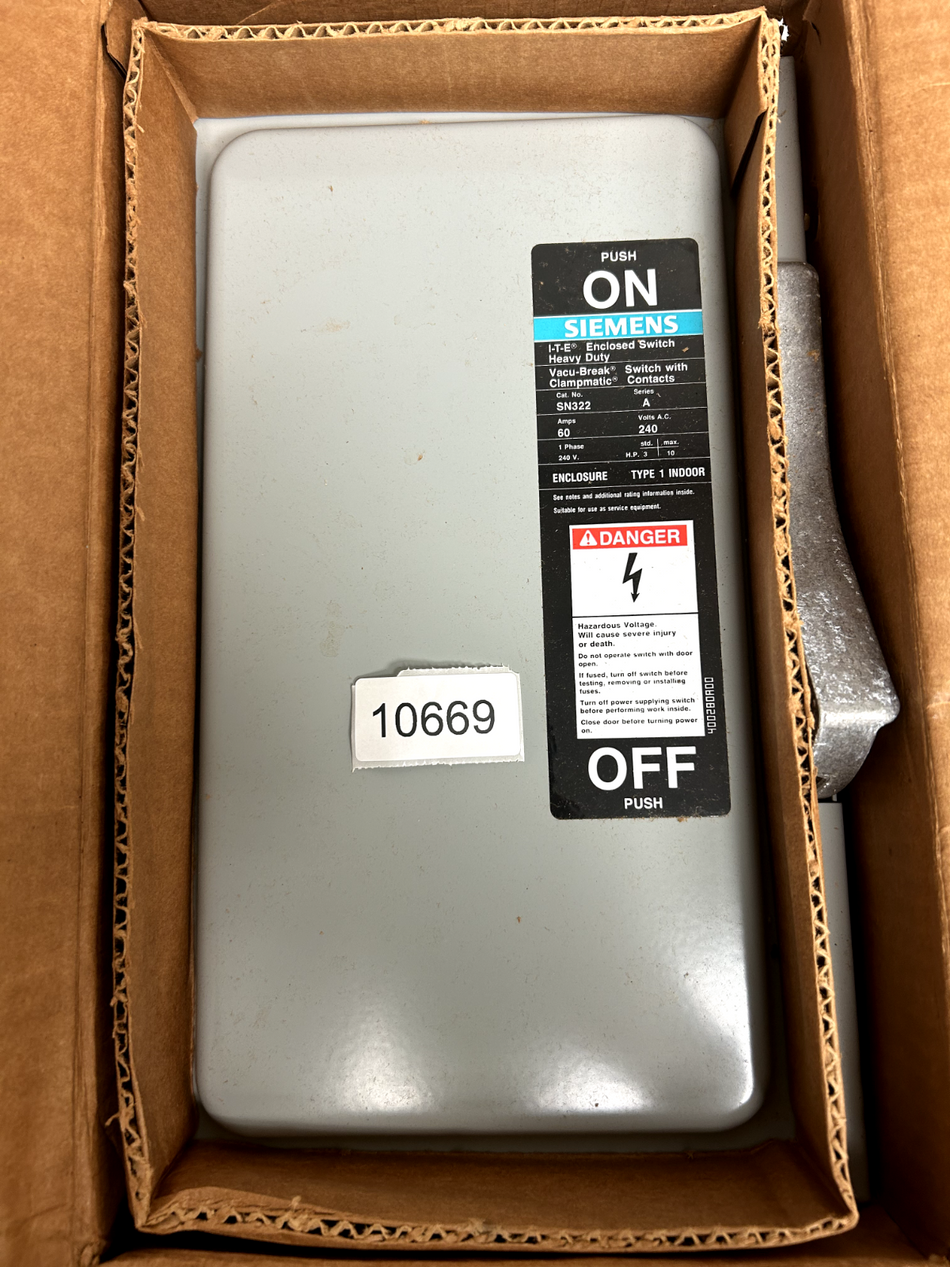 PUSH
ON
SIEMENS
I-T-E® Enclosed Switch
Heavy Duty
Vacu-Break® Switch with
Clampmatic® Contacts
Cat. No. Series
SN322 A
Amps Volts A.C.
60 240
1 Phase std. max.
240 V. H.P. 3 10
ENCLOSURE TYPE 1 INDOOR
See notes and additional rating information inside.
Suitable for use as service equipment.
DANGER
Hazardous Voltage.
Will cause severe injury
or death.
Do not operate switch with door
open.
If fused, turn off switch before
testing, removing or installing
fuses.
Turn off power supplying switch
before performing work inside.
Close door before turning power
on.
OFF
PUSH
10669